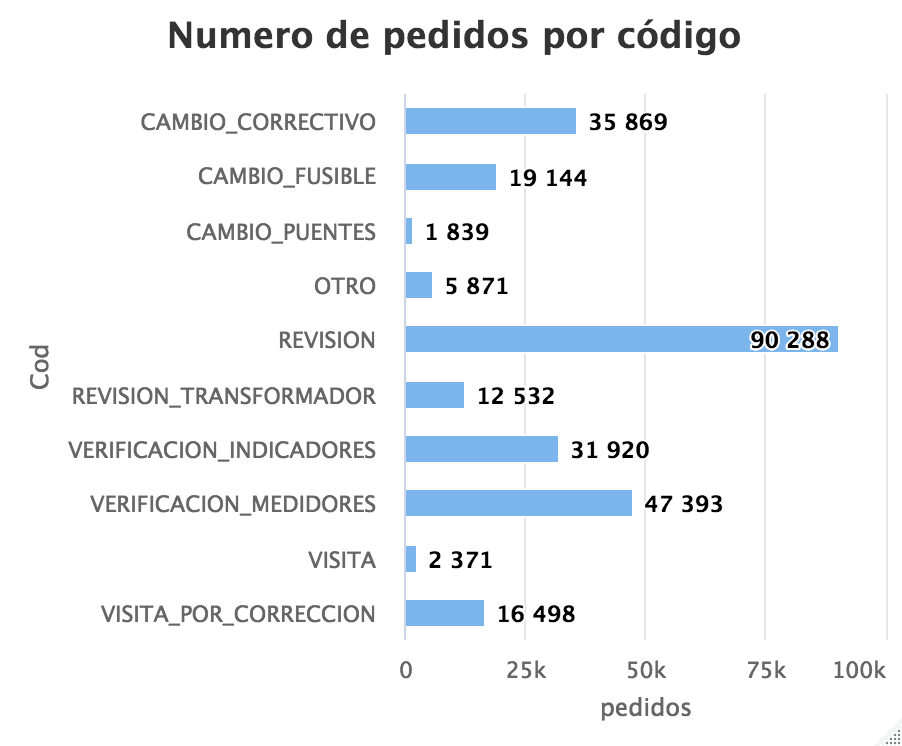 Numero de pedidos por código
Cod
CAMBIO_CORRECTIVO 35 869
CAMBIO_FUSIBLE 19 144
CAMBIO_PUENTES 1 839
OTRO 5 871
REVISION 90 288
REVISION_TRANSFORMADOR 12 532
VERIFICACION_INDICADORES 31 920
VERIFICACION_MEDIDORES 47 393
VISITA 2 371
VISITA_POR_CORRECCION 16 498
0 25k 50k 75k 100k
pedidos